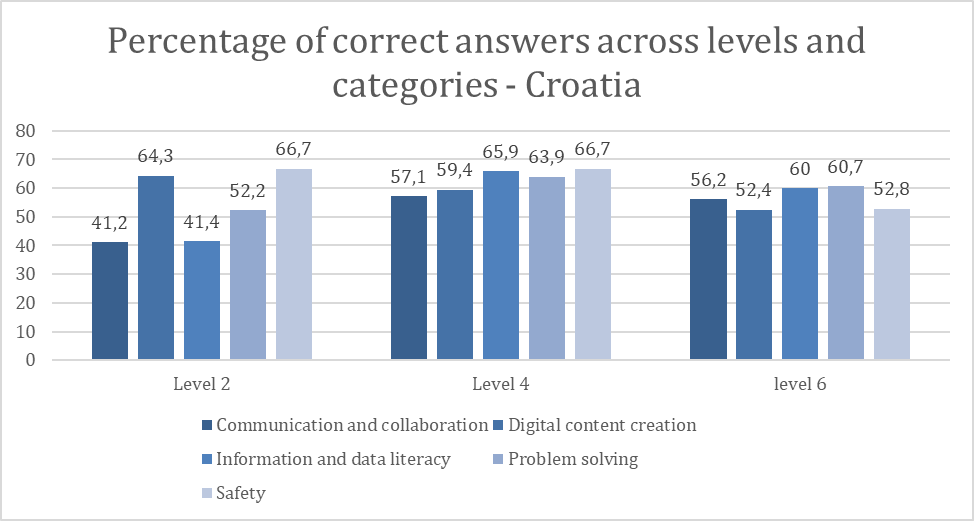 Percentage of correct answers across levels and
categories - Croatia
80
70
60
50
40
30
20
10
0
41,2
64,3
41,4
52,2
66,7
57,1
59,4
65,9
63,9
66,7
56,2
52,4
60
60,7
52,8
Level 2
Level 4
level 6
Communication and collaboration
Digital content creation
Information and data literacy
Problem solving
Safety